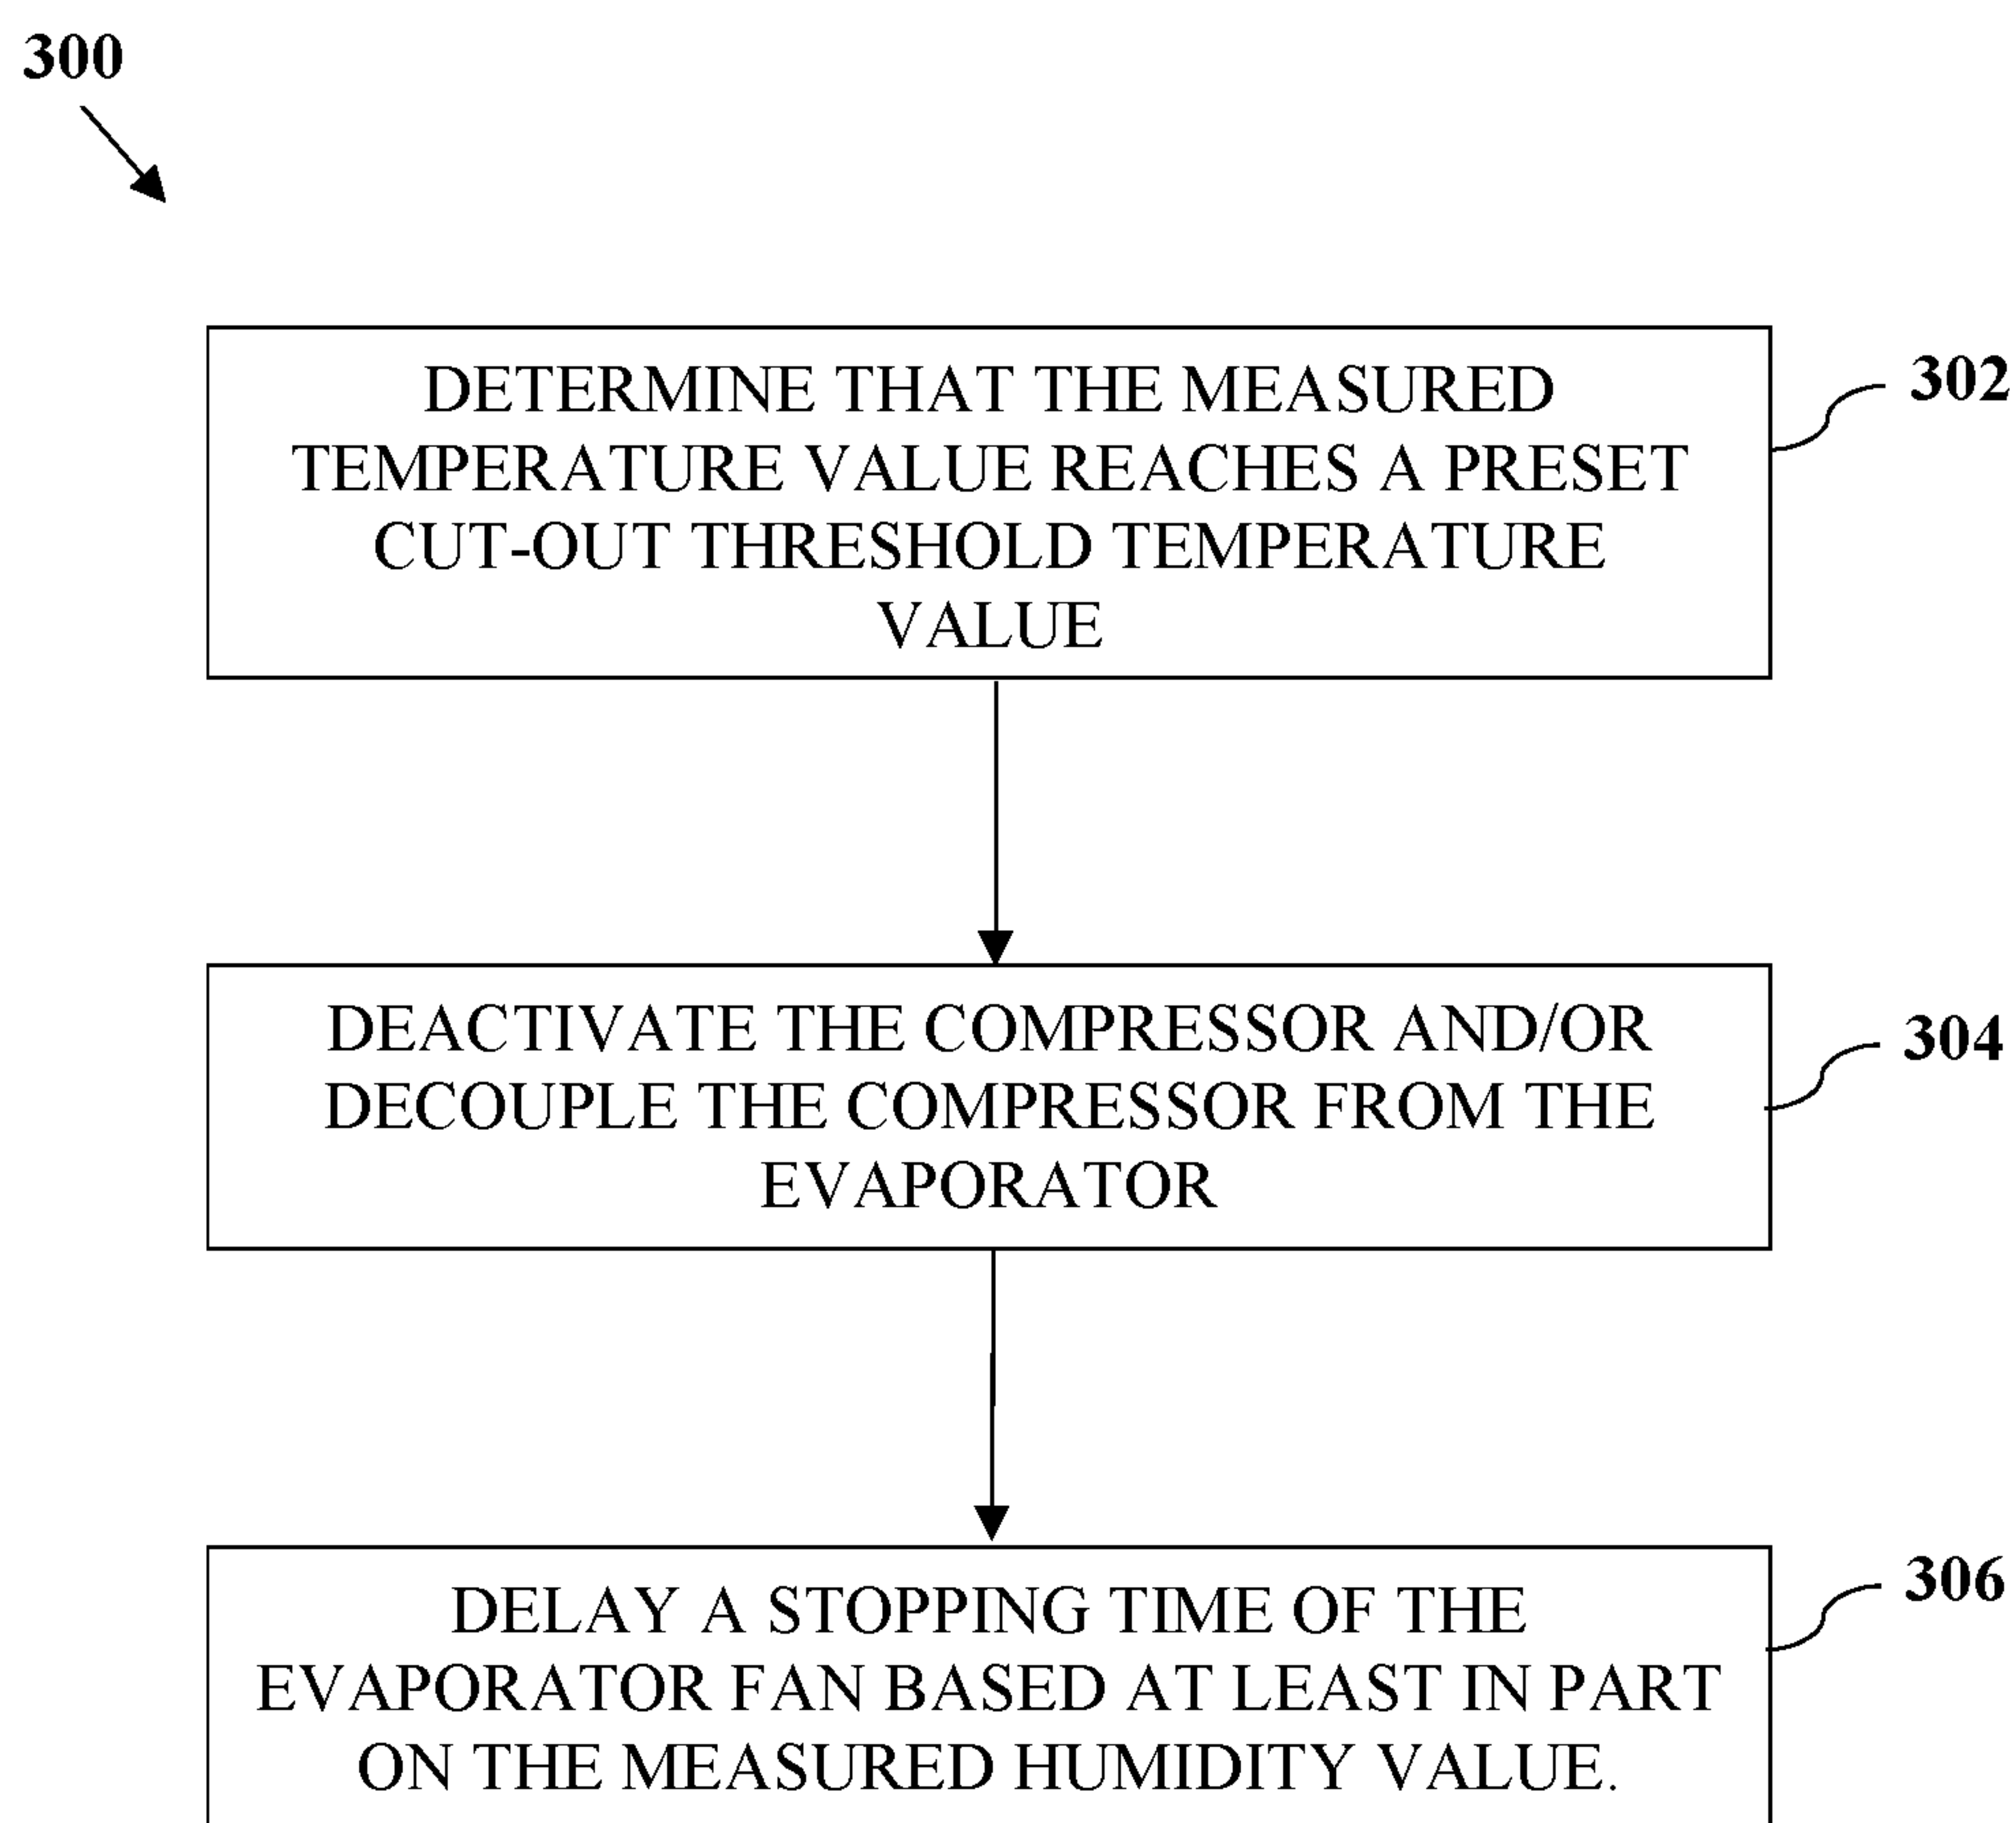 300
DETERMINE THAT THE MEASURED
TEMPERATURE VALUE REACHES A PRESET
CUT-OUT THRESHOLD TEMPERATURE
VALUE
302
DEACTIVATE THE COMPRESSOR AND/OR
DECOUPLE THE COMPRESSOR FROM THE
EVAPORATOR
304
DELAY A STOPPING TIME OF THE
EVAPORATOR FAN BASED AT LEAST IN PART
ON THE MEASURED HUMIDITY VALUE.
306